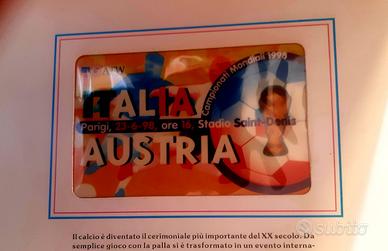 ITALIA
Campionati Mondiali 1998
Parigi, 23-6-98, ore 16, Stadio Saint-Denis
AUSTRIA
Il calcio è diventato il cerimoniale più importante del XX secolo. Da
semplice gioco con la palla si è trasformato in un evento interna-
subito